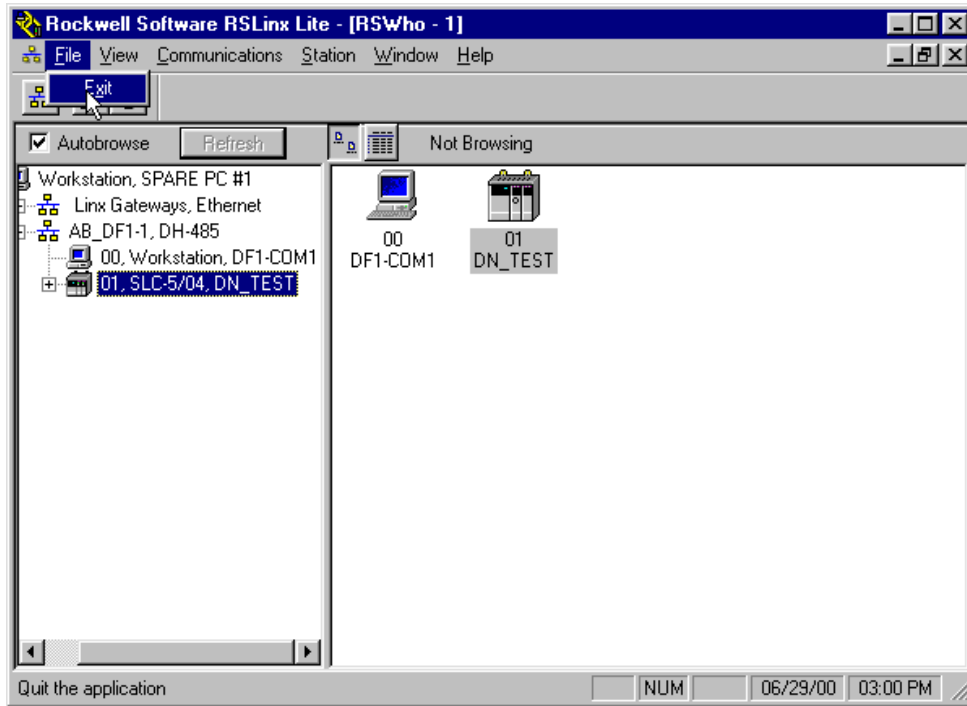 Rockwell Software RSLinx Lite - [RSWho - 1]
File View Communications Station Window Help
Exit
Autobrowse Refresh Not Browsing
Workstation, SPARE PC #1
Linx Gateways, Ethernet
AB_DF1-1, DH-485
00, Workstation, DF1-COM1
01, SLC-5/04, DN_TEST
00
DF1-COM1
01
DN_TEST
Quit the application NUM 06/29/00 03:00 PM